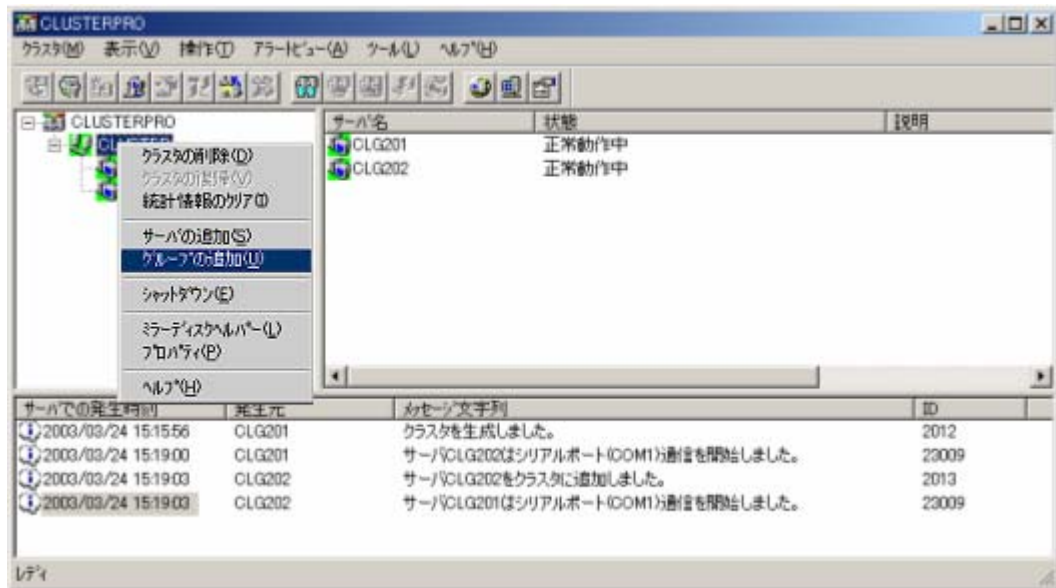 CLUSTERPRO
クラスタ(M) 表示(V) 操作(T) アラートビュー(A) ツール(L) ヘルプ(H)
CLUSTERPRO
サーバ名 状態 説明
CLG201 正常動作中
CLG202 正常動作中
クラスタの削除(D)
統計情報のクリア(I)
サーバの追加(S)
グループの追加(U)
シャットダウン(E)
ミラーディスクヘルパー(L)
プロパティ(P)
ヘルプ(H)
サーバでの発生時刻 発生元 メッセージ文字列 ID
2003/03/24 15:15:56 CLG201 クラスタを生成しました。 2012
2003/03/24 15:19:00 CLG201 サーバCLG202はシリアルポート(COM1)通信を開始しました。 23009
2003/03/24 15:19:03 CLG202 サーバCLG202をクラスタに追加しました。 2013
2003/03/24 15:19:03 CLG202 サーバCLG201はシリアルポート(COM1)通信を開始しました。 23009
レディ